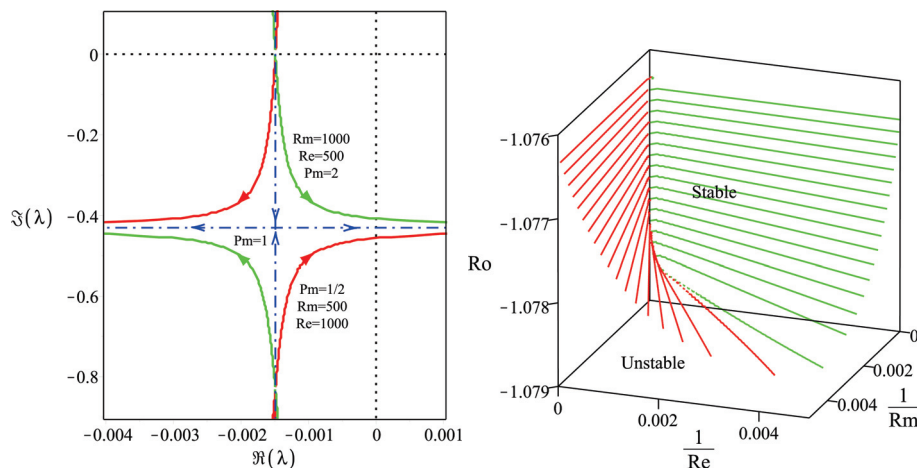 0
-0.2
-0.4
-0.6
-0.8
ℑ(λ)
-0.004
-0.003
-0.002
-0.001
0
0.001
ℜ(λ)
Rm=1000
Re=500
Pm=2
Pm=1
Pm=1/2
Rm=500
Re=1000
-1.076
-1.077
-1.078
-1.079
Ro
Stable
Unstable
0
0.002
0.004
1
Re
0
0.002
0.004
1
Rm